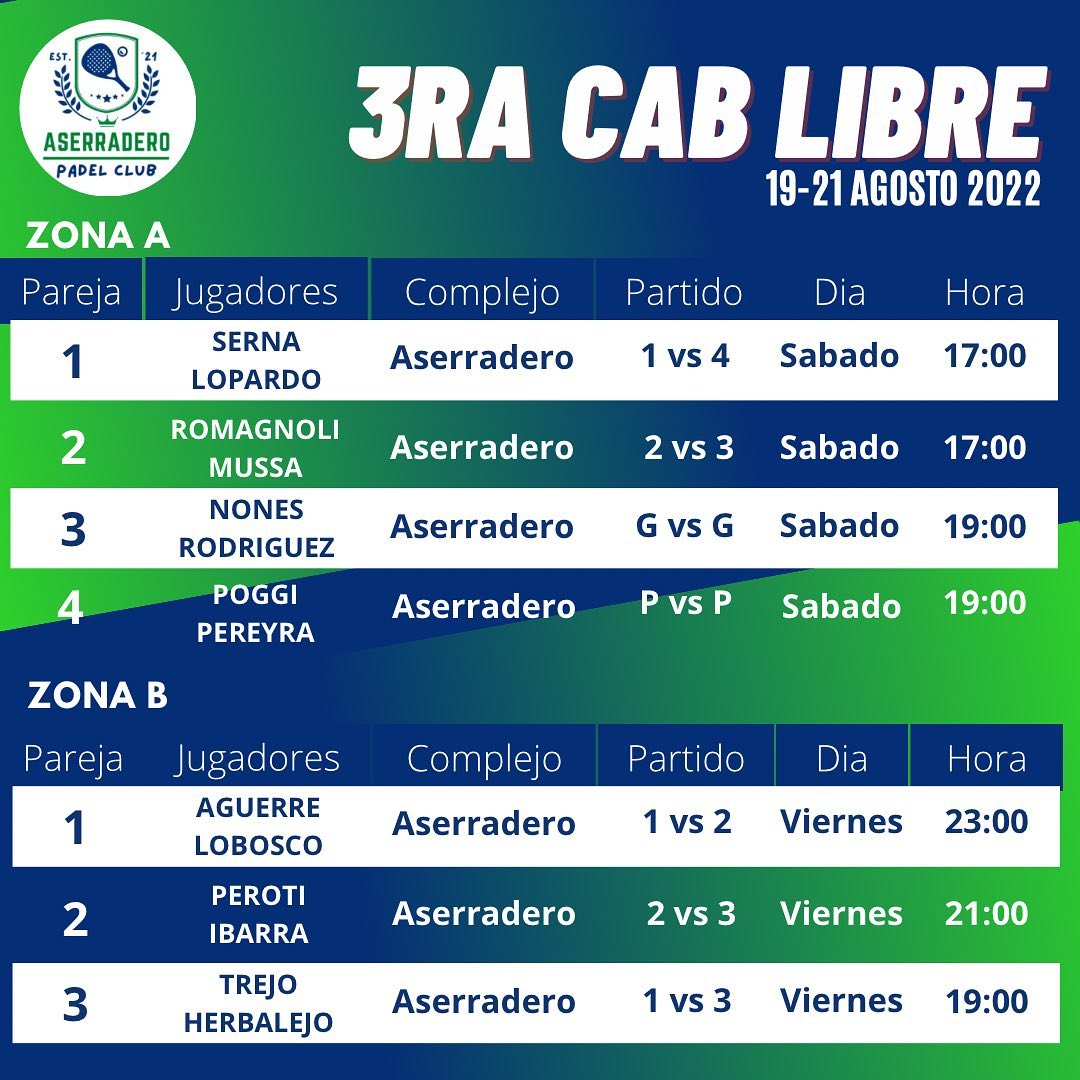 EST. '21
ASERRADERO
PADEL CLUB
3RA CAB LIBRE
19-21 AGOSTO 2022
ZONA A
Pareja Jugadores Complejo Partido Dia Hora
1 SERNA LOPARDO Aserradero 1 vs 4 Sabado 17:00
2 ROMAGNOLI MUSSA Aserradero 2 vs 3 Sabado 17:00
3 NONES RODRIGUEZ Aserradero G vs G Sabado 19:00
4 POGGI PEREYRA Aserradero P vs P Sabado 19:00
ZONA B
Pareja Jugadores Complejo Partido Dia Hora
1 AGUERRE LOBOSCO Aserradero 1 vs 2 Viernes 23:00
2 PEROTI IBARRA Aserradero 2 vs 3 Viernes 21:00
3 TREJO HERBALEJO Aserradero 1 vs 3 Viernes 19:00